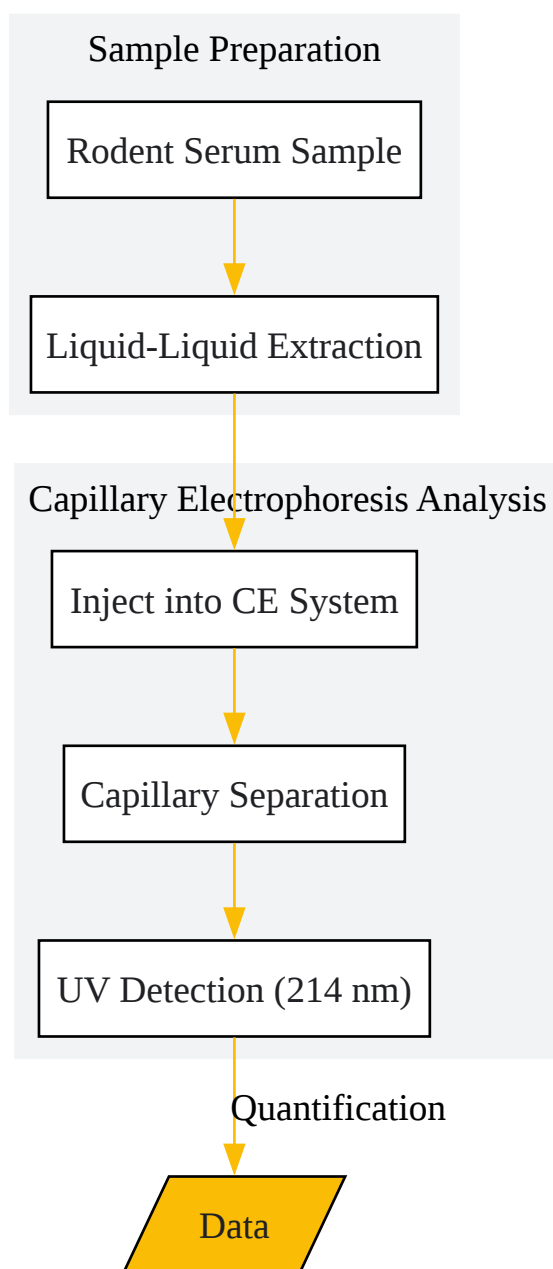 Sample Preparation
Rodent Serum Sample
Liquid-Liquid Extraction
Capillary Electrophoresis Analysis
Inject into CE System
Capillary Separation
UV Detection (214 nm)
Quantification
Data